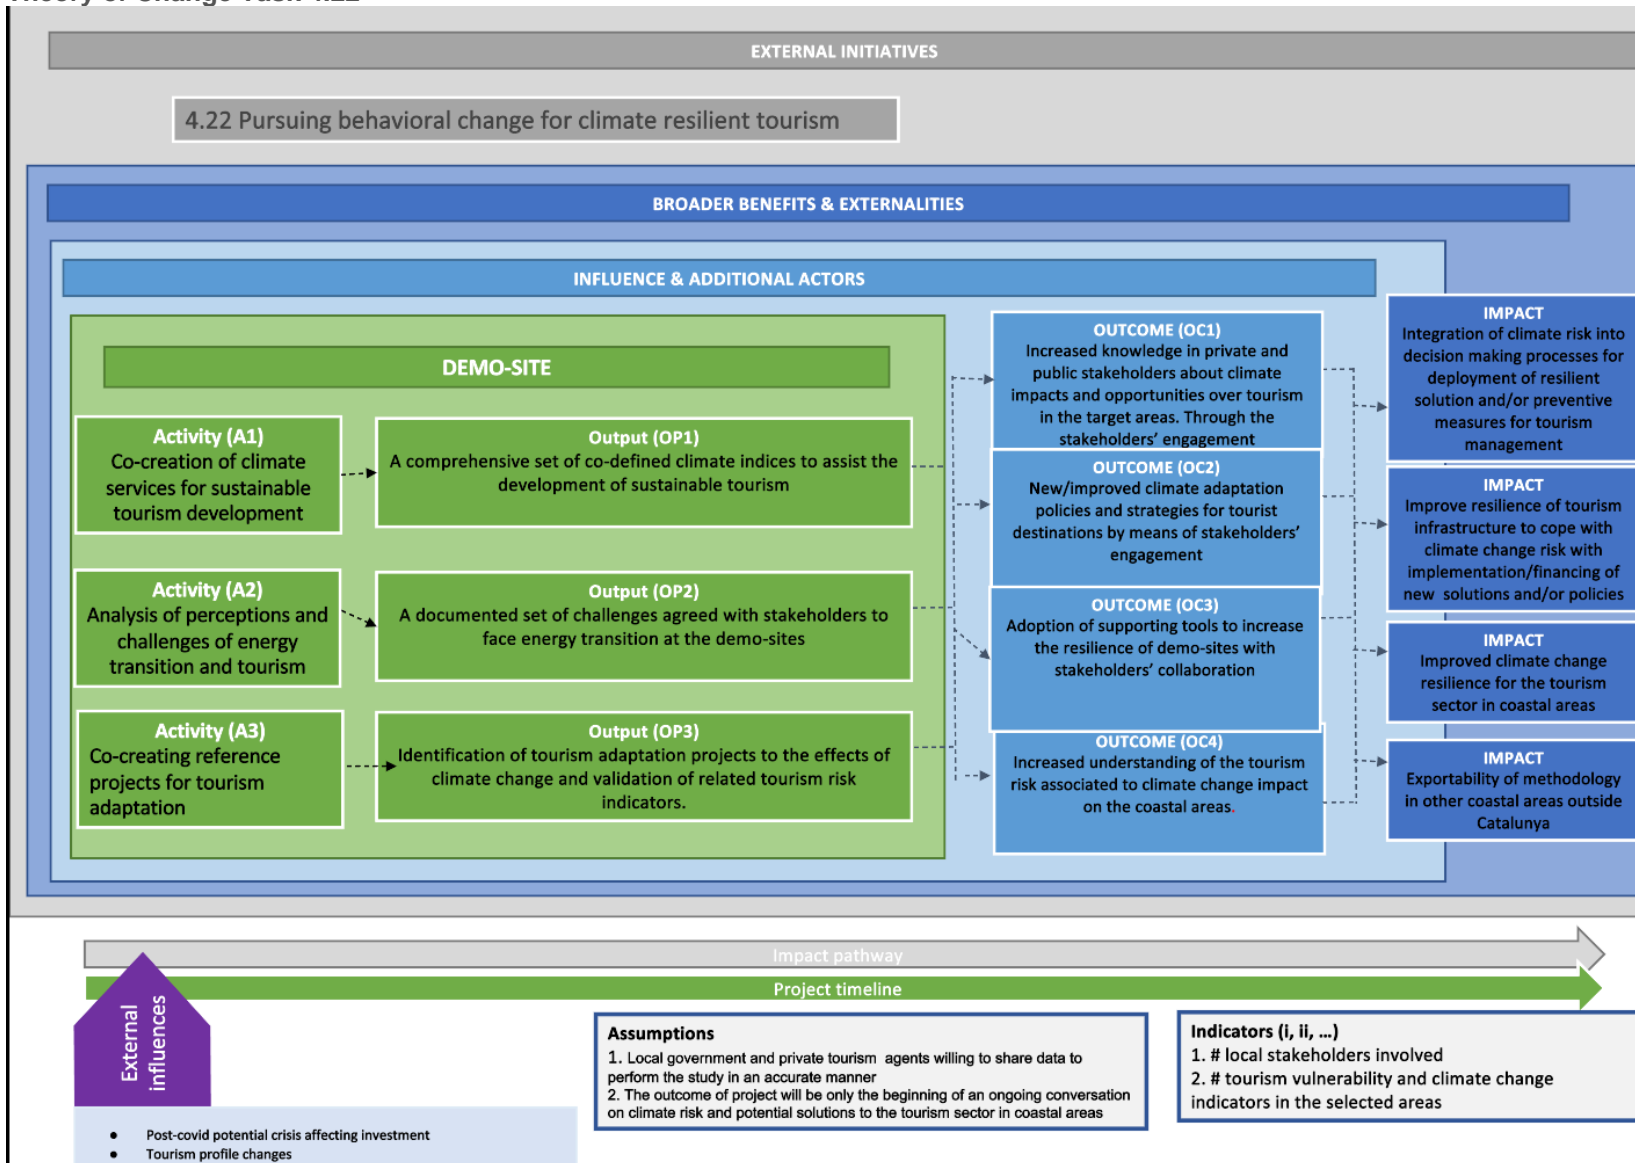 Theory of Change Task 4.22
EXTERNAL INITIATIVES
4.22 Pursuing behavioral change for climate resilient tourism
BROADER BENEFITS & EXTERNALITIES
INFLUENCE & ADDITIONAL ACTORS
DEMO-SITE
Activity (A1)
Co-creation of climate
services for sustainable
tourism development
Output (OP1)
A comprehensive set of co-defined climate indices to assist the
development of sustainable tourism
Activity (A2)
Analysis of perceptions and
challenges of energy
transition and tourism
Output (OP2)
A documented set of challenges agreed with stakeholders to
face energy transition at the demo-sites
Activity (A3)
Co-creating reference
projects for tourism
adaptation
Output (OP3)
Identification of tourism adaptation projects to the effects of
climate change and validation of related tourism risk
indicators.
OUTCOME (OC1)
Increased knowledge in private and
public stakeholders about climate
impacts and opportunities over tourism
in the target areas. Through the
stakeholders’ engagement
OUTCOME (OC2)
New/improved climate adaptation
policies and strategies for tourist
destinations by means of stakeholders’
engagement
OUTCOME (OC3)
Adoption of supporting tools to increase
the resilience of demo-sites with
stakeholders’ collaboration
OUTCOME (OC4)
Increased understanding of the tourism
risk associated to climate change impact
on the coastal areas.
IMPACT
Integration of climate risk into
decision making processes for
deployment of resilient
solution and/or preventive
measures for tourism
management
IMPACT
Improve resilience of tourism
infrastructure to cope with
climate change risk with
implementation/financing of
new solutions and/or policies
IMPACT
Improved climate change
resilience for the tourism
sector in coastal areas
IMPACT
Exportability of methodology
in other coastal areas outside
Catalunya
Impact pathway
Project timeline
External
influences
Post-covid potential crisis affecting investment
Tourism profile changes
Assumptions
1. Local government and private tourism agents willing to share data to
perform the study in an accurate manner
2. The outcome of project will be only the beginning of an ongoing conversation
on climate risk and potential solutions to the tourism sector in coastal areas
Indicators (i, ii, ...)
1. # local stakeholders involved
2. # tourism vulnerability and climate change
indicators in the selected areas